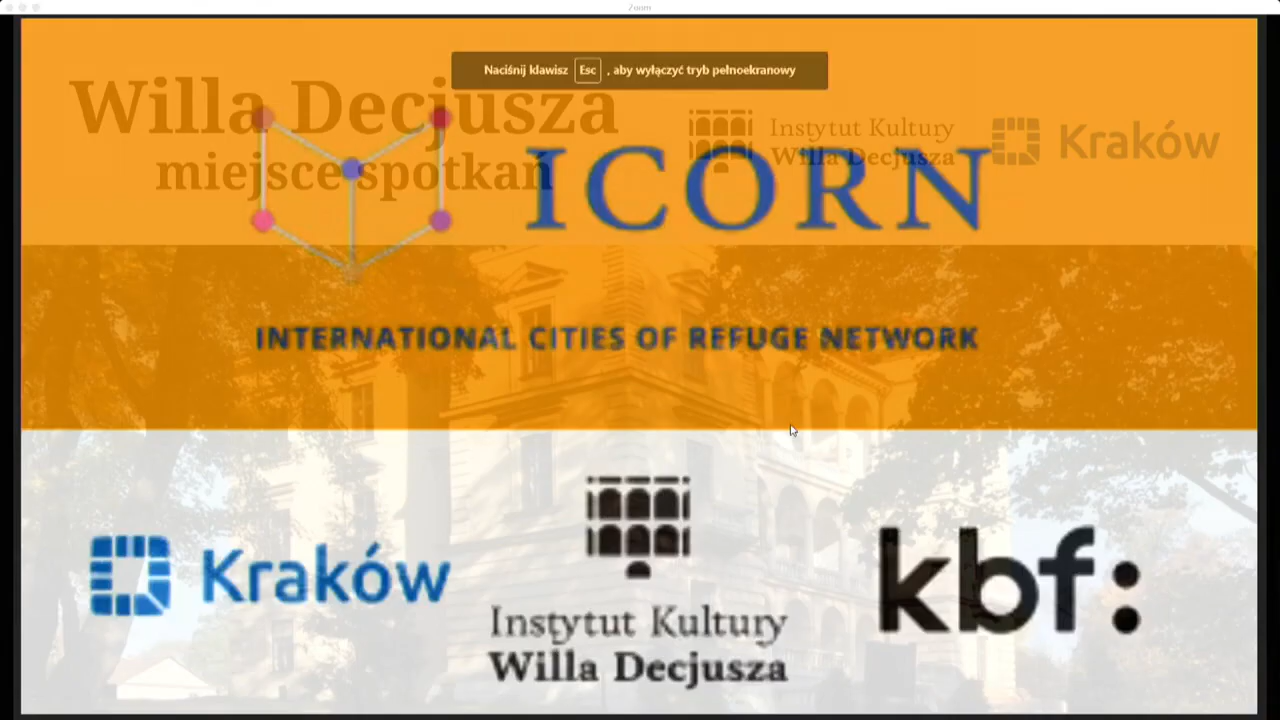 Zoom
Naciśnij klawisz Esc , aby wyłączyć tryb pełnoekranowy
Willa Decjusza
miejsce spotkań
Instytut Kultury
Willa Decjusza
Kraków
ICORN
INTERNATIONAL CITIES OF REFUGE NETWORK
Kraków
Instytut Kultury
Willa Decjusza
kbf: